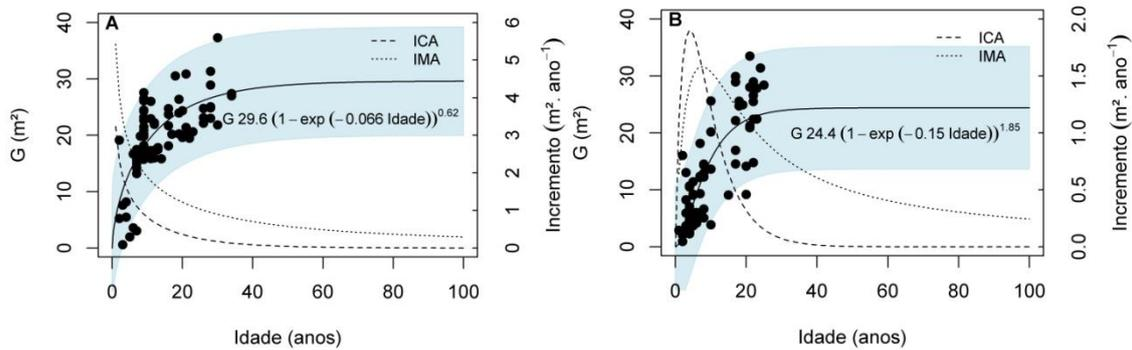 A
ICA
IMA
G 29.6 (1−exp (−0.066 Idade))^0.62
G (m²)
40
30
20
10
0
6
5
4
3
2
1
0
Incremento (m². ano⁻¹)
0 20 40 60 80 100
Idade (anos)
B
ICA
IMA
G 24.4 (1−exp (−0.15 Idade))^1.85
G (m²)
40
30
20
10
0
2.0
1.5
1.0
0.5
0.0
Incremento (m². ano⁻¹)
0 20 40 60 80 100
Idade (anos)